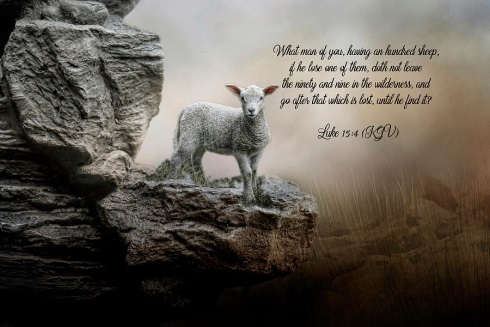 What man of you, having an hundred sheep,
if he lose one of them, doth not leave
the ninety and nine in the wilderness, and
go after that which is lost, until he find it?
Luke 15:4 (KJV)